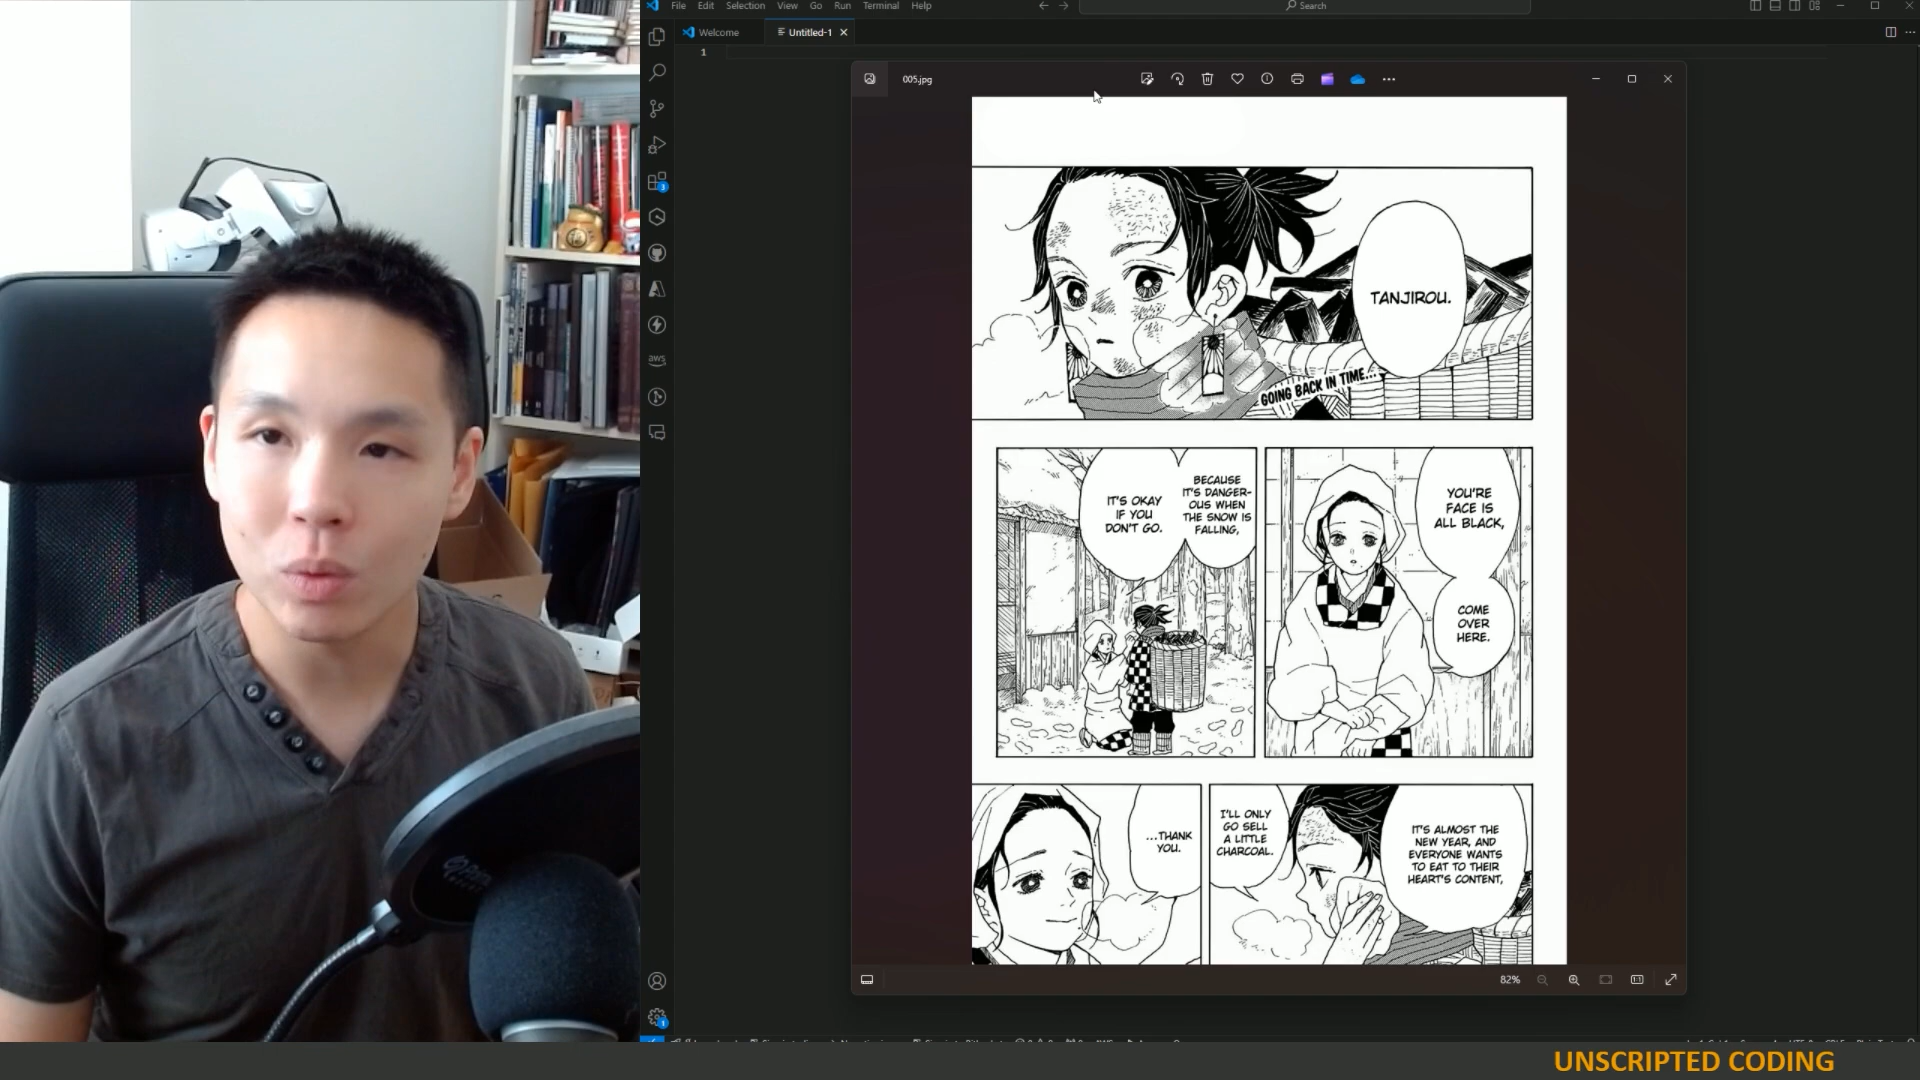 File Edit Selection View Go Run Terminal Help
Search
Welcome
Untitled-1
1
005.jpg
TANJIROU.
GOING BACK IN TIME...
YOU'RE
FACE IS
ALL BLACK,
COME
OVER
HERE.
BECAUSE
IT'S DANGER-
OUS WHEN
THE SNOW IS
FALLING,
IT'S OKAY
IF YOU
DON'T GO.
IT'S ALMOST THE
NEW YEAR, AND
EVERYONE WANTS
TO EAT TO THEIR
HEART'S CONTENT,
I'LL ONLY
GO SELL
A LITTLE
CHARCOAL.
...THANK
YOU.
aws
3
1
82%
UNSCRIPTED CODING